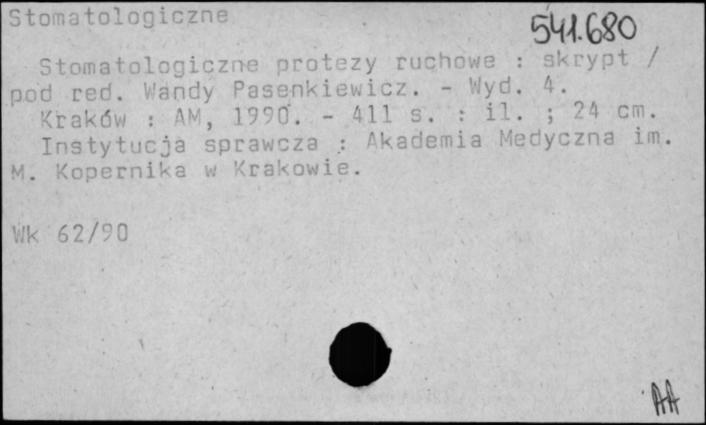 Stomatologiczne
541.680
Stomatologiczne protezy ruchowe : skrypt /
pod red. Wandy Pasenkiewicz. - Wyd. 4.
Kraków : AM, 1990. - 411 s. : il. ; 24 cm.
Instytucja sprawcza : Akademia Medyczna im.
M. Kopernika w Krakowie.
Wk 62/90
AA